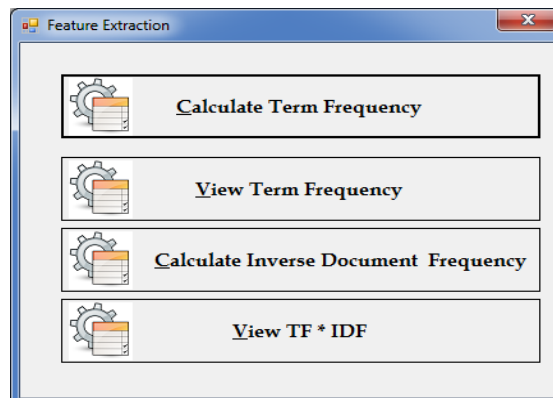 Feature Extraction
Calculate Term Frequency
View Term Frequency
Calculate Inverse Document  Frequency
View TF * IDF